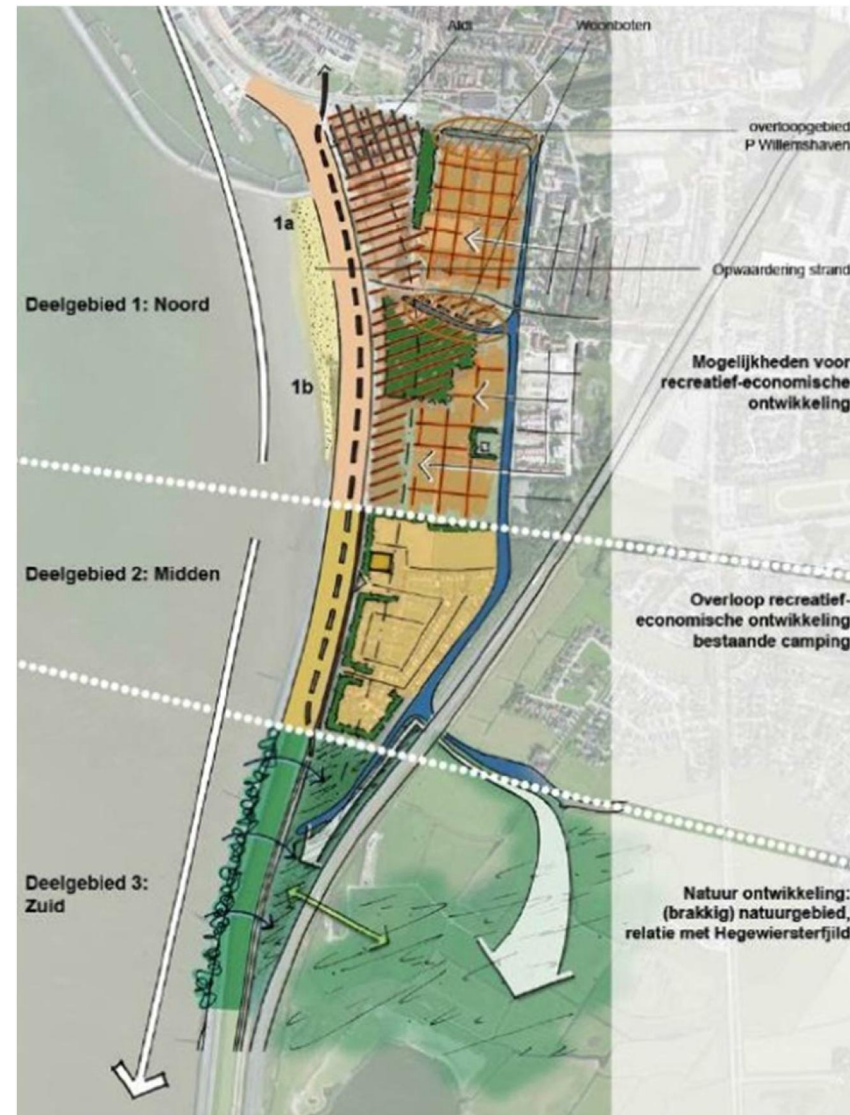 Aldi
Woonboten
overloopgebied
P Willemshaven
1a
Opwaardering strand
Deelgebied 1: Noord
Mogelijkheden voor
recreatief-economische
ontwikkeling
1b
Deelgebied 2: Midden
Overloop recreatief-
economische ontwikkeling
bestaande camping
Deelgebied 3:
Zuid
Natuur ontwikkeling:
(brakkig) natuurgebied,
relatie met Hegewiersterfjild